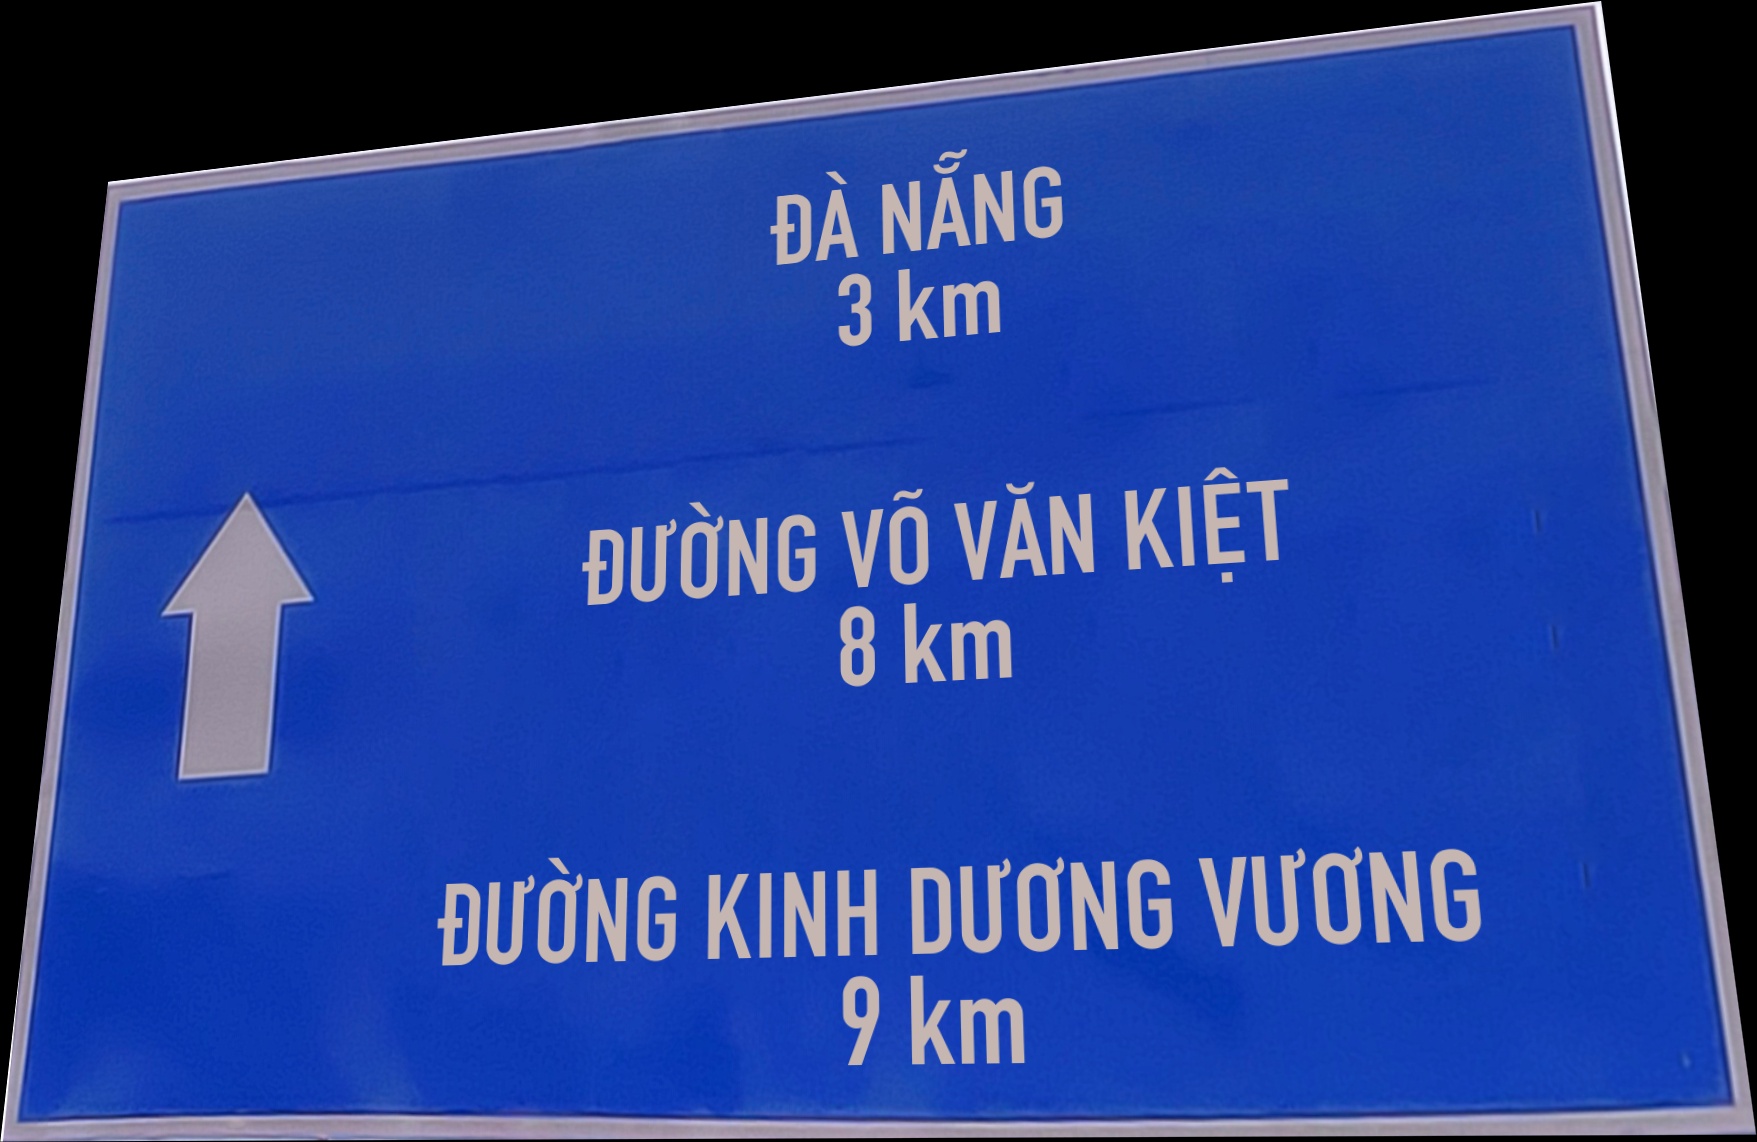 ĐÀ NẴNG
3 km
ĐƯỜNG VÕ VĂN KIỆT
8 km
ĐƯỜNG KINH DƯƠNG VƯƠNG
9 km